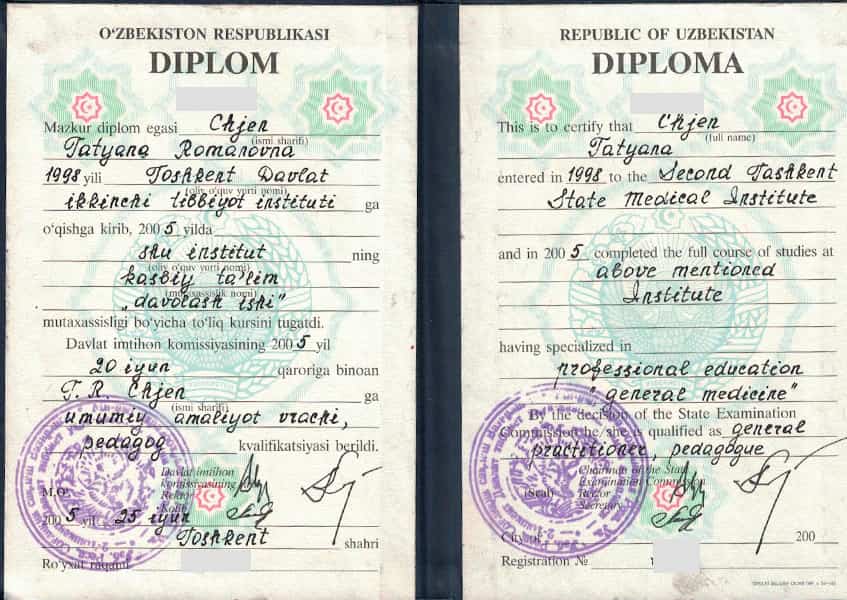 O‘ZBEKISTON RESPUBLIKASI
DIPLOM
Mazkur diplom egasi Chjen
(ismi sharifi)
Tatyana Romanovna
1998 yili Toshkent Davlat
(oliy o‘quv yurti nomi)
ikkinchi tibbiyot instituti ga
o‘qishga kirib, 2005 yilda
shu institut ning
(oliy o‘quv yurti nomi)
kasbiy ta'lim
(mutaxassislik nomi)
„davolash ishi”
mutaxassisligi bo‘yicha to‘liq kursini tugatdi.
Davlat imtihon komissiyasining 2005 yil
20 iyun qaroriga binoan
T. R. Chjen ga
(ismi sharifi)
umumiy amaliyot vrachi,
pedagog kvalifikatsiyasi berildi.
Davlat imtihon
komissiyasining
Rektor
Kotib
M.O‘.
2005 yil 25 iyun
Toshkent shahri
Ro‘yxat raqami
REPUBLIC OF UZBEKISTAN
DIPLOMA
This is to certify that Chjen
(full name)
Tatyana
entered in 1998 to the Second Tashkent
State Medical Institute
and in 2005 completed the full course of studies at
above mentioned
Institute
having specialized in
professional education
"general medicine"
By the decision of the State Examination
Commission he/she is qualified as general
practitioner, pedagogue
Chairman of the State
Examination Commission
Rector
Secretary
(Seal)
City of 200
Registration №